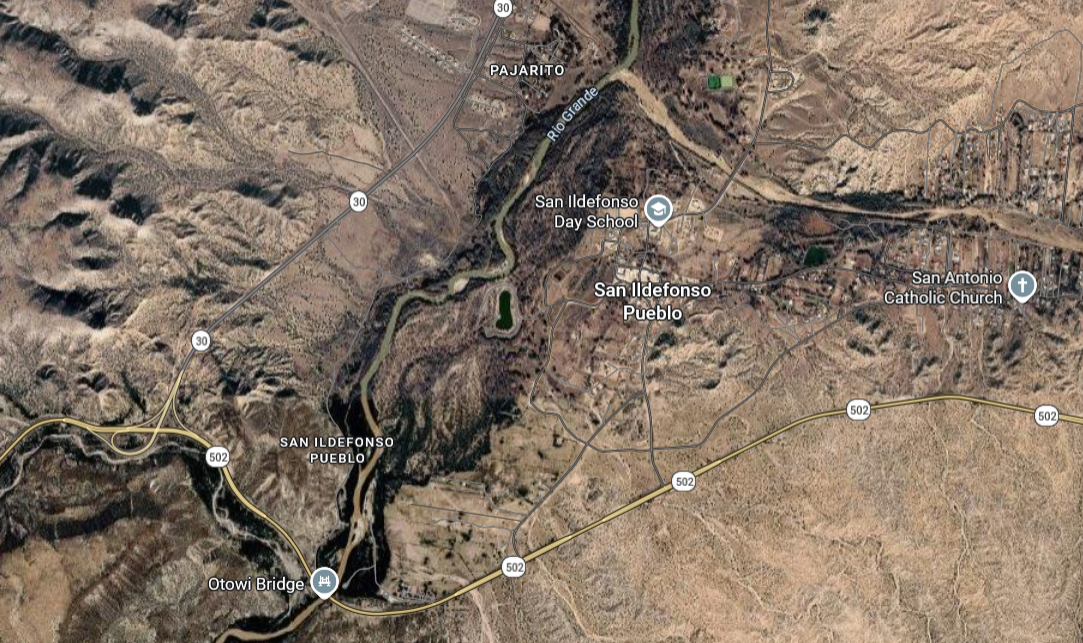 30
PAJARITO
Rio Grande
30
San Ildefonso
Day School
San Ildefonso
Pueblo
San Antonio
Catholic Church
30
502
502
SAN ILDEFONSO
PUEBLO
502
502
502
Otowi Bridge